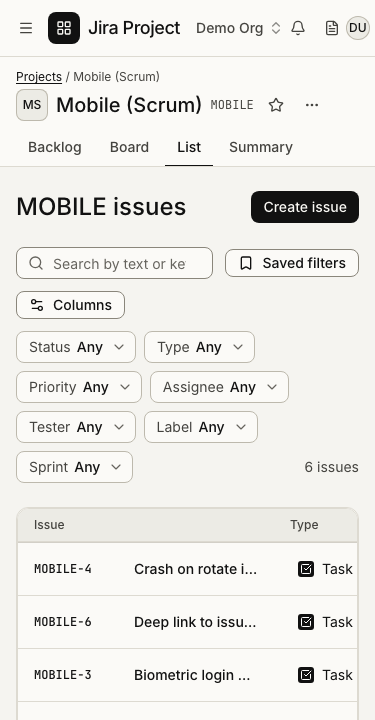 Jira Project Demo Org DU
Projects / Mobile (Scrum)
MS Mobile (Scrum) MOBILE ...
Backlog Board List Summary
MOBILE issues Create issue
Search by text or ke Saved filters
Columns
Status Any Type Any
Priority Any Assignee Any
Tester Any Label Any
Sprint Any 6 issues
Issue Type
MOBILE-4 Crash on rotate i... Task
MOBILE-6 Deep link to issu... Task
MOBILE-3 Biometric login ... Task